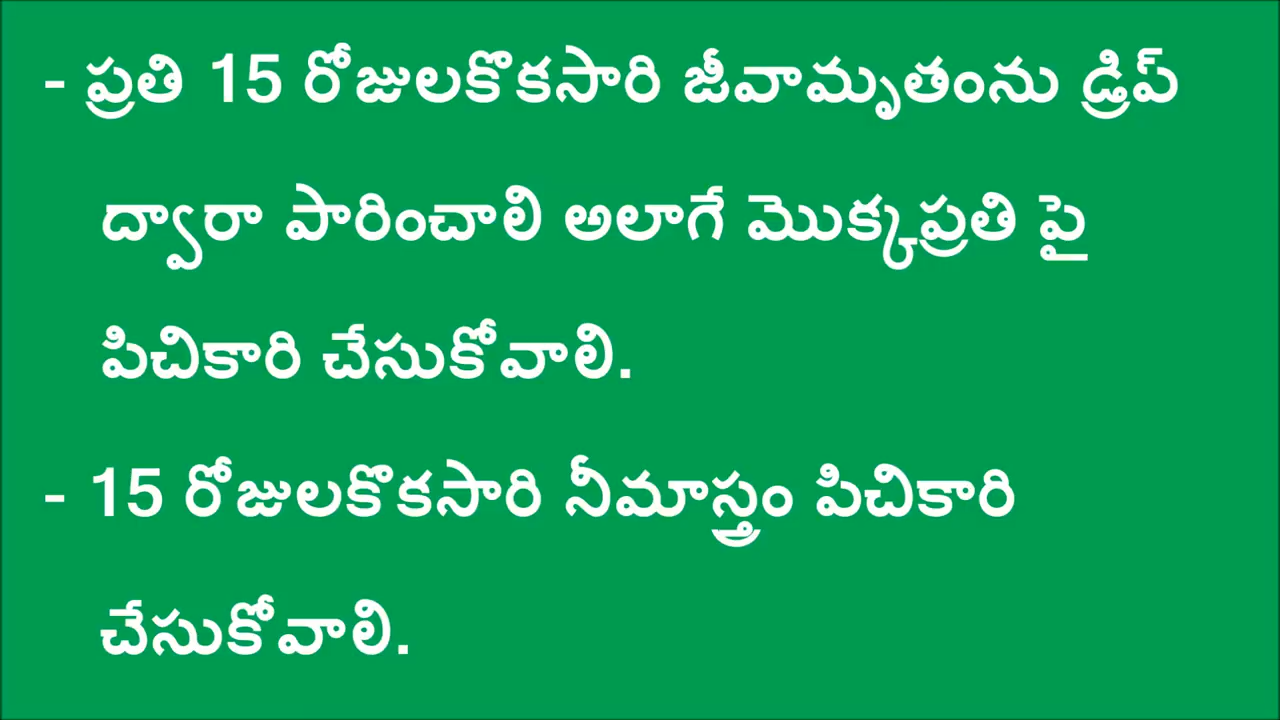 - ప్రతి 15 రోజులకొకసారి జీవామృతంను డ్రిప్
ద్వారా పారించాలి అలాగే మొక్కప్రతి పై
పిచికారి చేసుకోవాలి.
- 15 రోజులకొకసారి నీమాస్త్రం పిచికారి
చేసుకోవాలి.